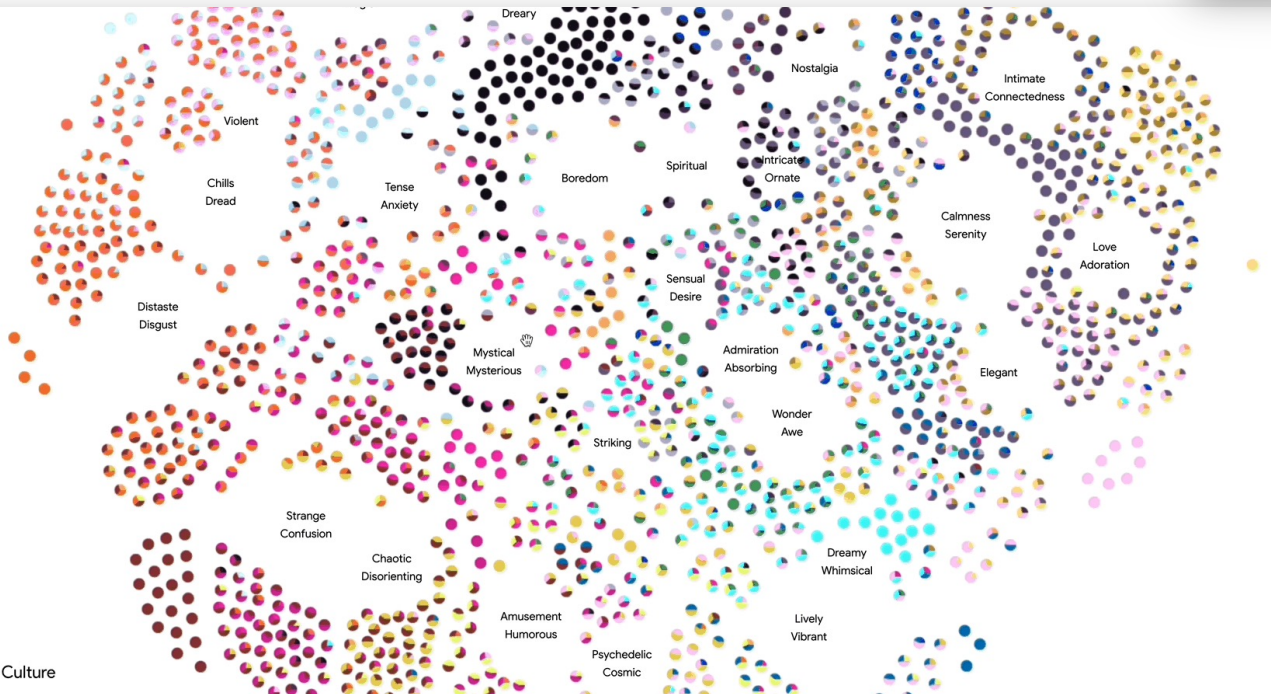 Dreary
Nostalgia
Intimate
Connectedness
Violent
Chills
Dread
Tense
Anxiety
Boredom
Spiritual
Intricate
Ornate
Calmness
Serenity
Love
Adoration
Distaste
Disgust
Sensual
Desire
Mystical
Mysterious
Admiration
Absorbing
Elegant
Wonder
Awe
Striking
Strange
Confusion
Chaotic
Disorienting
Dreamy
Whimsical
Amusement
Humorous
Lively
Vibrant
Psychedelic
Cosmic
Culture